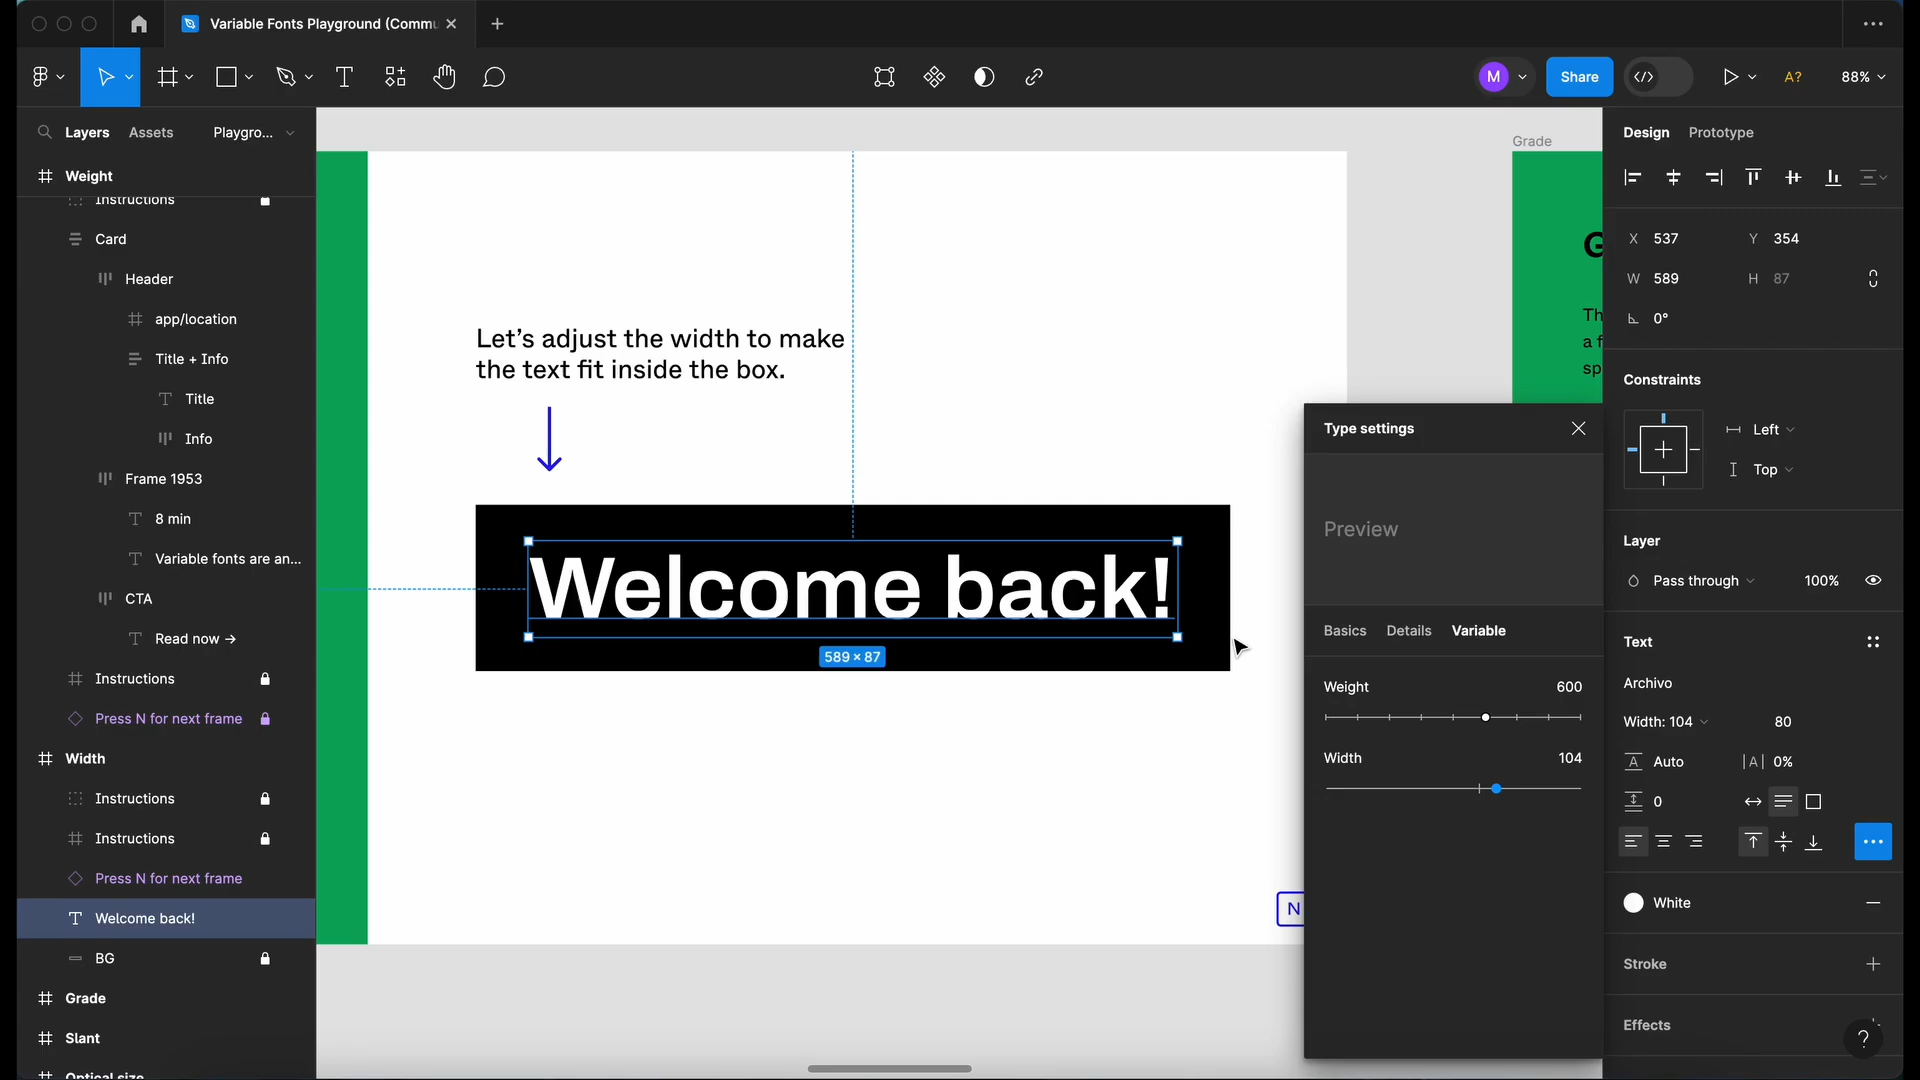 Variable Fonts Playground (Commu
M
Share
A?
88%
Layers
Assets
Playgro...
Weight
Instructions
Card
Header
app/location
Title + Info
Title
Info
Frame 1953
8 min
Variable fonts are an...
CTA
Read now →
Instructions
Press N for next frame
Width
Instructions
Instructions
Press N for next frame
Welcome back!
BG
Grade
Slant
Optical size
Let's adjust the width to make
the text fit inside the box.
Welcome back!
589 × 87
N
Grade
G
Th
a f
sp
Type settings
Preview
Basics
Details
Variable
Weight
600
Width
104
Design
Prototype
X 537
Y 354
W 589
H 87
0°
Constraints
Left
Top
Layer
Pass through
100%
Text
Archivo
Width: 104
80
Auto
|A| 0%
0
White
Stroke
Effects
?